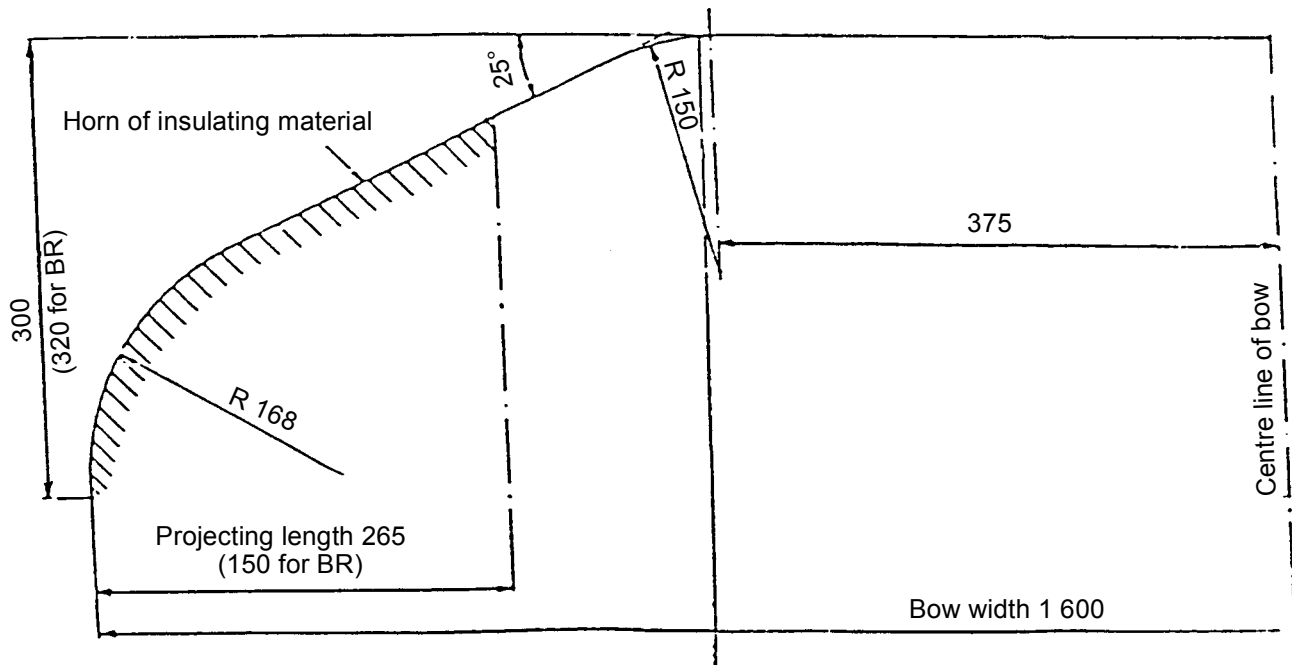 25°
R 150
Horn of insulating material
375
300
(320 for BR)
R 168
Centre line of bow
Projecting length 265
(150 for BR)
Bow width 1 600